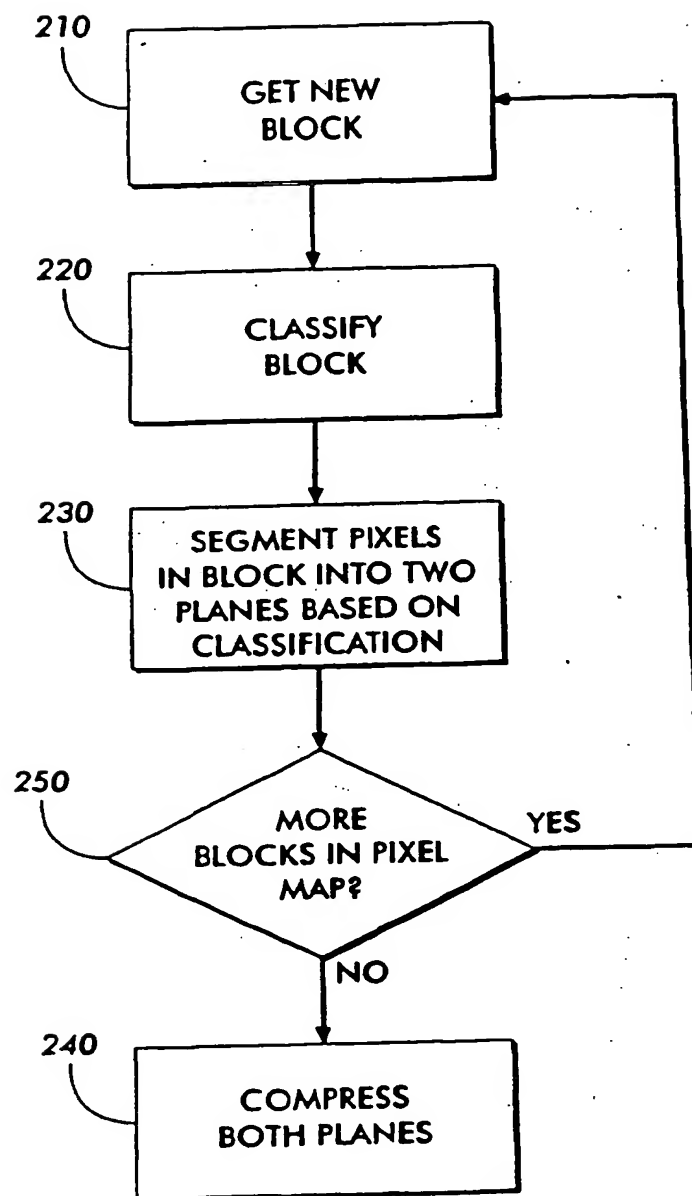 210
GET NEW
BLOCK
220
CLASSIFY
BLOCK
230
SEGMENT PIXELS
IN BLOCK INTO TWO
PLANES BASED ON
CLASSIFICATION
250
MORE
BLOCKS IN PIXEL
MAP?
YES
NO
240
COMPRESS
BOTH PLANES